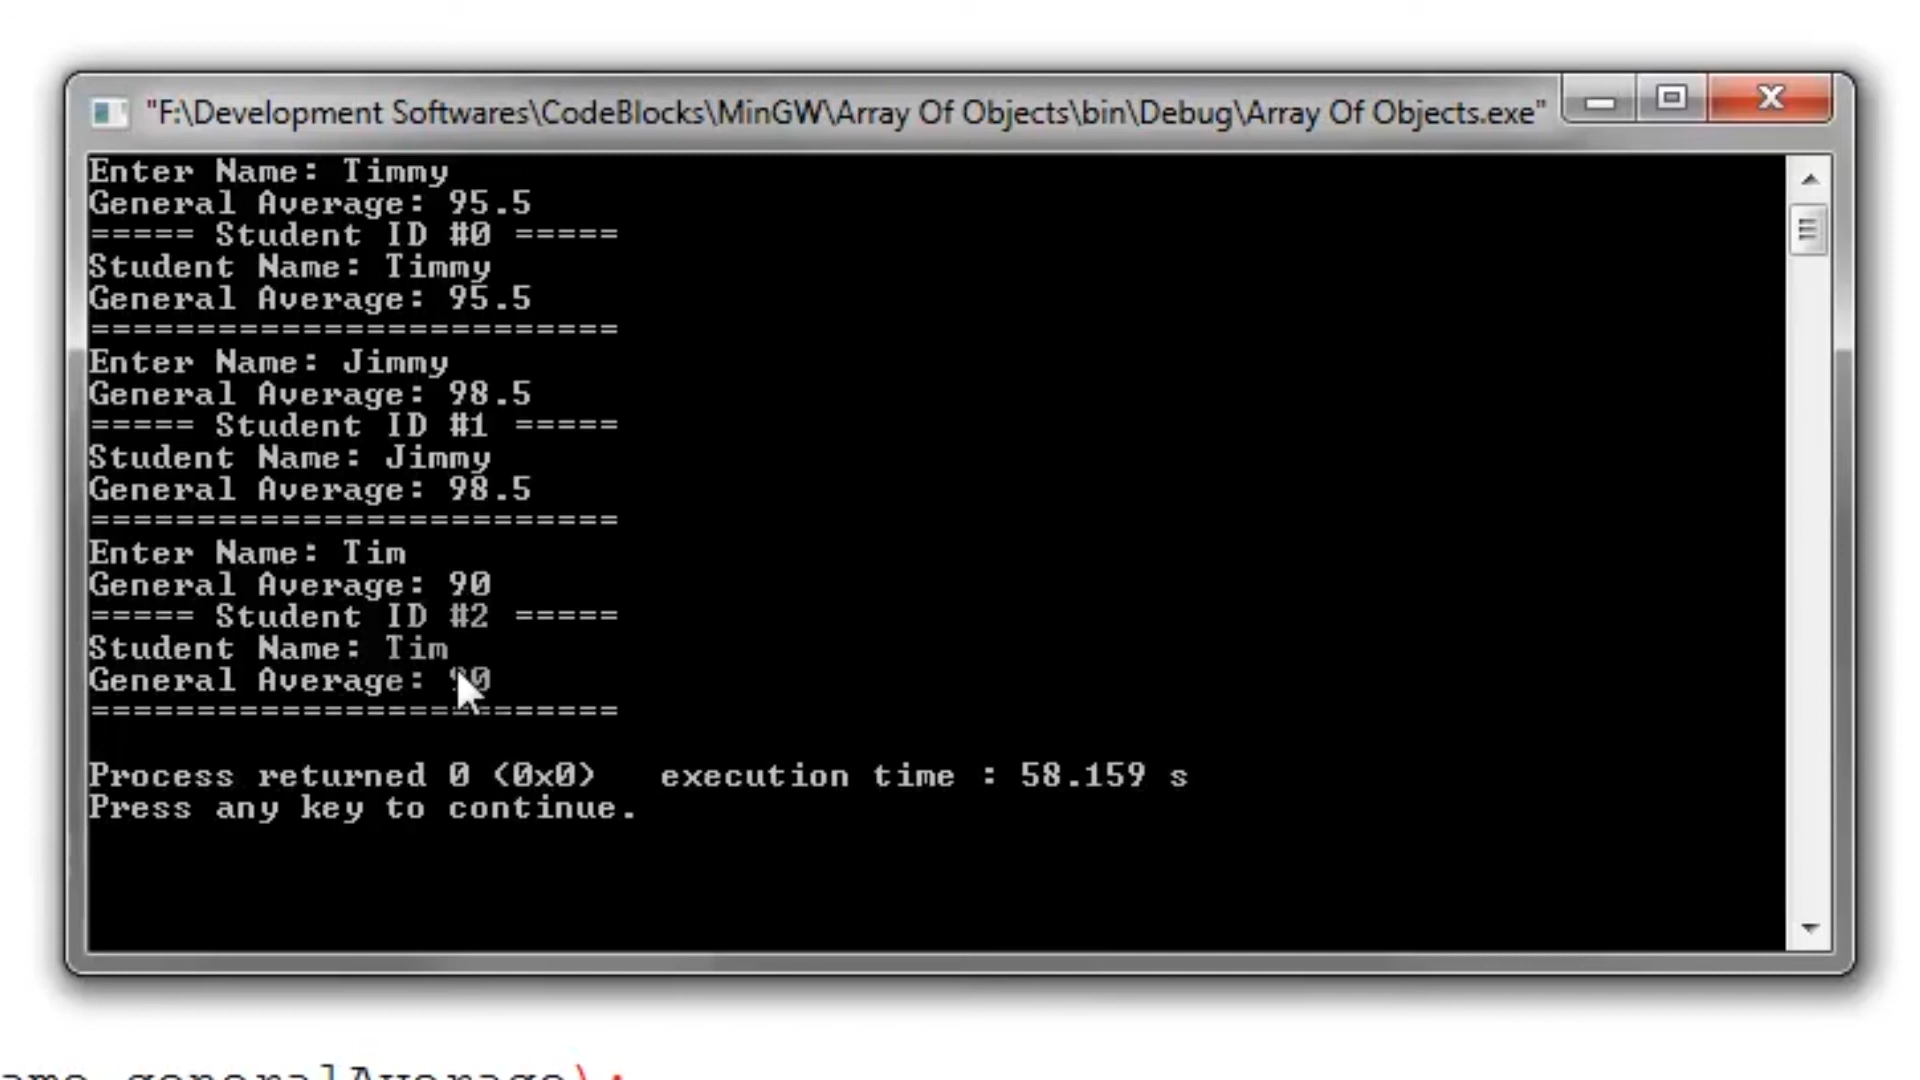 "F:\Development Softwares\CodeBlocks\MinGW\Array Of Objects\bin\Debug\Array Of Objects.exe"
Enter Name: Timmy
General Average: 95.5
===== Student ID #0 =====
Student Name: Timmy
General Average: 95.5
=========================
Enter Name: Jimmy
General Average: 98.5
===== Student ID #1 =====
Student Name: Jimmy
General Average: 98.5
=========================
Enter Name: Tim
General Average: 90
===== Student ID #2 =====
Student Name: Tim
General Average: 90
=========================
Process returned 0 (0x0)   execution time : 58.159 s
Press any key to continue.
generalAverage);